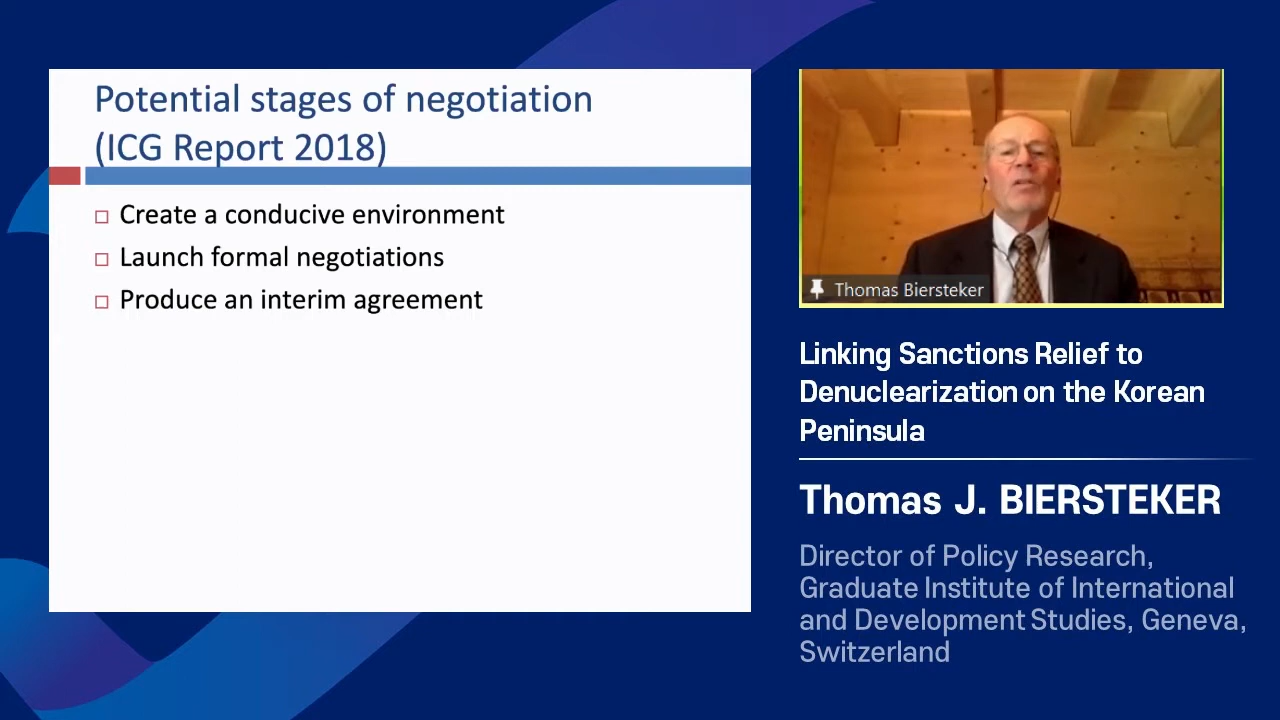 Potential stages of negotiation
(ICG Report 2018)
Create a conducive environment
Launch formal negotiations
Produce an interim agreement
Thomas Biersteker
Linking Sanctions Relief to
Denuclearization on the Korean
Peninsula
Thomas J. BIERSTEKER
Director of Policy Research,
Graduate Institute of International
and Development Studies, Geneva,
Switzerland